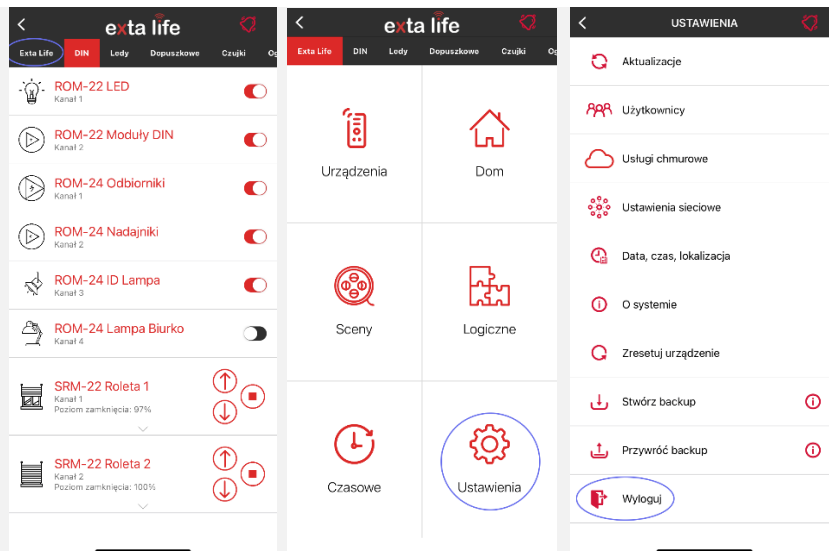 exta life
Exta Life DIN Ledy Dopuszkowe Czujki Og
ROM-22 LED
Kanał 1
ROM-22 Moduły DIN
Kanał 2
ROM-24 Odbiorniki
Kanał 1
ROM-24 Nadajniki
Kanał 2
ROM-24 ID Lampa
Kanał 3
ROM-24 Lampa Biurko
Kanał 4
SRM-22 Roleta 1
Kanał 1
Poziom zamknięcia: 97%
SRM-22 Roleta 2
Kanał 2
Poziom zamknięcia: 100%
exta life
Exta Life DIN Ledy Dopuszkowe Czujki Og
Urządzenia
Dom
Sceny
Logiczne
Czasowe
Ustawienia
USTAWIENIA
Aktualizacje
Użytkownicy
Usługi chmurowe
Ustawienia sieciowe
Data, czas, lokalizacja
O systemie
Zresetuj urządzenie
Stwórz backup
Przywróć backup
Wyloguj